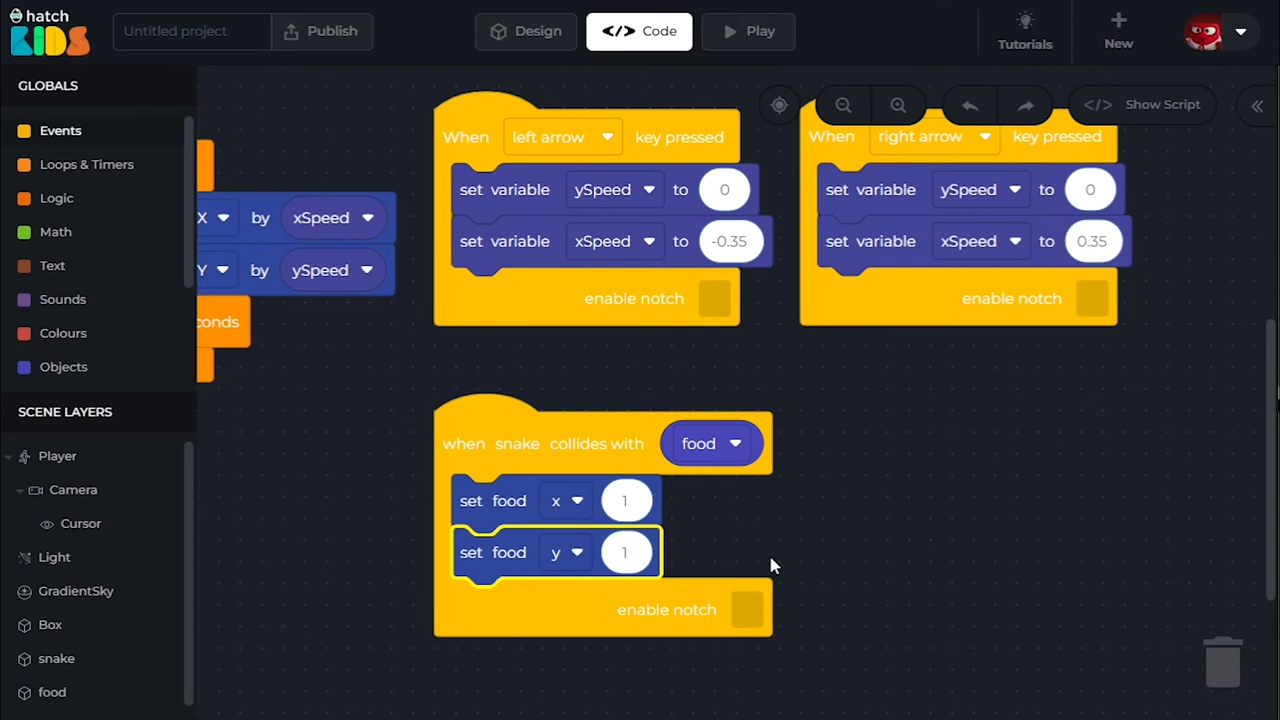 hatch
KIDS
Untitled project
Publish
Design
</> Code
Play
Tutorials
New
GLOBALS
Events
Loops & Timers
Logic
Math
Text
Sounds
Colours
Objects
SCENE LAYERS
Player
Camera
Cursor
Light
GradientSky
Box
snake
food
</> Show Script
X by xSpeed
Y by ySpeed
conds
When left arrow key pressed
set variable ySpeed to 0
set variable xSpeed to -0.35
enable notch
When right arrow key pressed
set variable ySpeed to 0
set variable xSpeed to 0.35
enable notch
when snake collides with food
set food x 1
set food y 1
enable notch